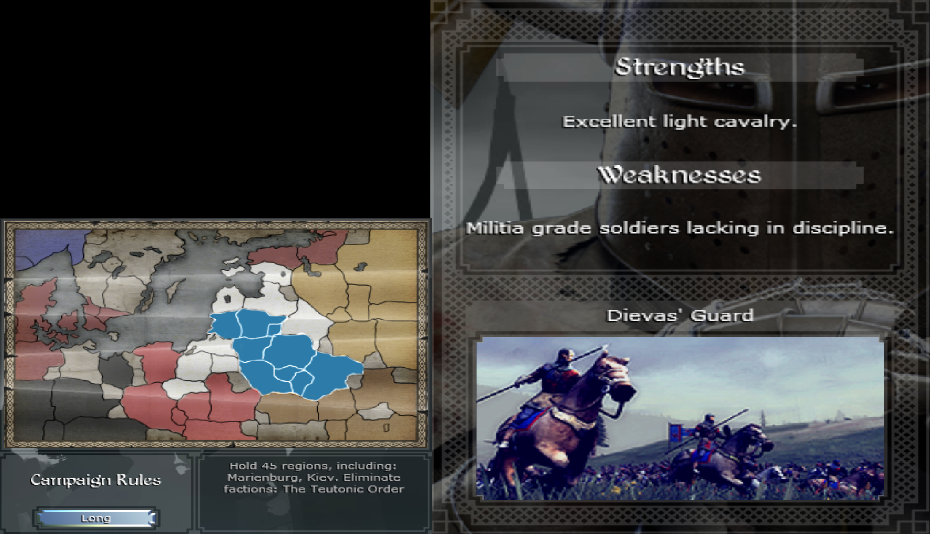 Strengths
Excellent light cavalry.
Weaknesses
Militia grade soldiers lacking in discipline.
Dievas' Guard
Campaign Rules
Long
Hold 45 regions, including:
Marienburg, Kiev. Eliminate
factions: The Teutonic Order